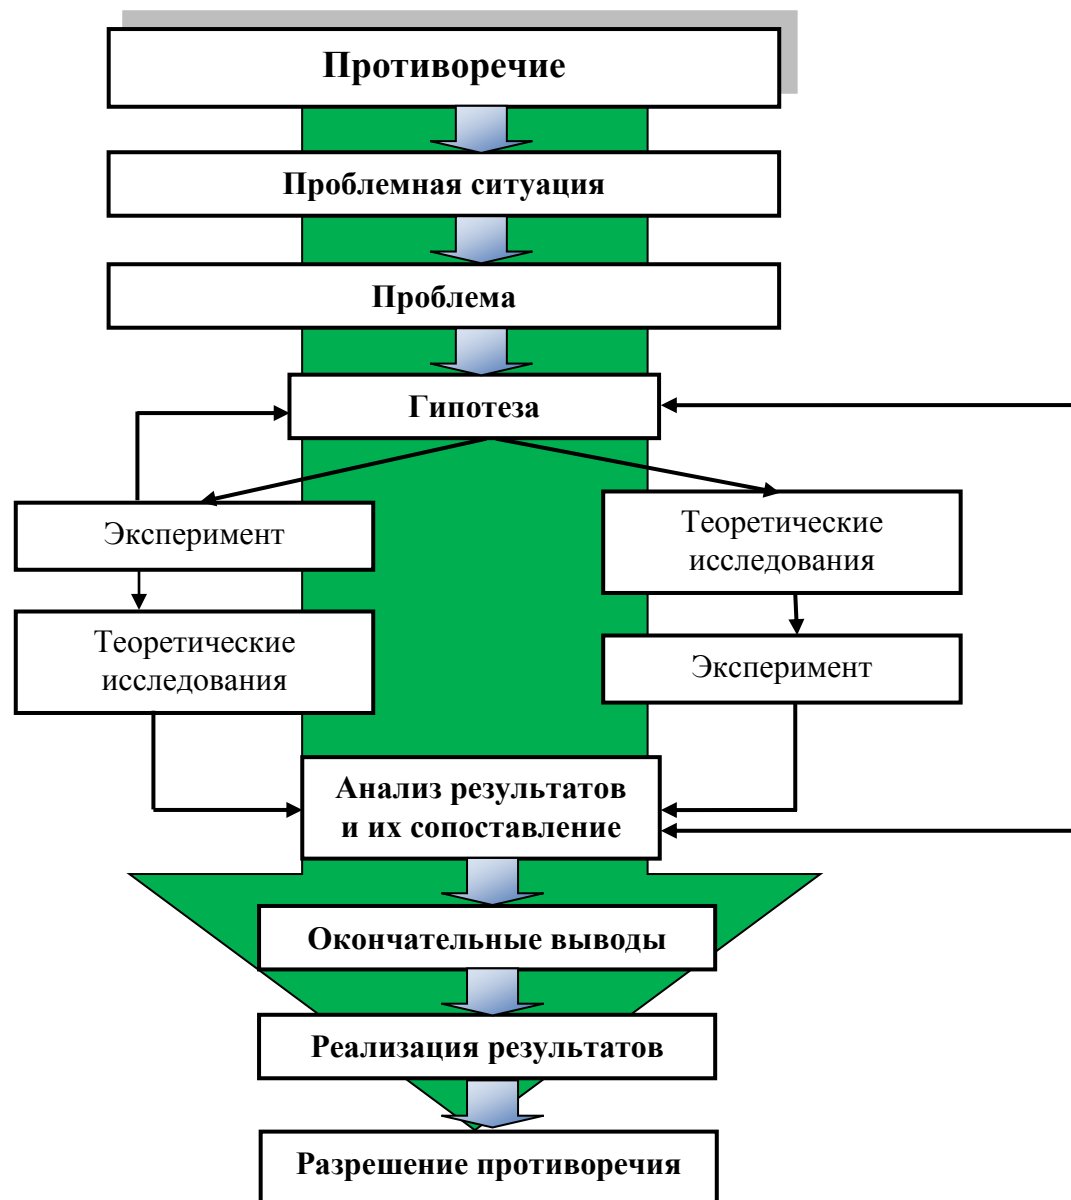 Противоречие
Проблемная ситуация
Проблема
Гипотеза
Эксперимент
Теоретические
исследования
Теоретические
исследования
Эксперимент
Анализ результатов
и их сопоставление
Окончательные выводы
Реализация результатов
Разрешение противоречия